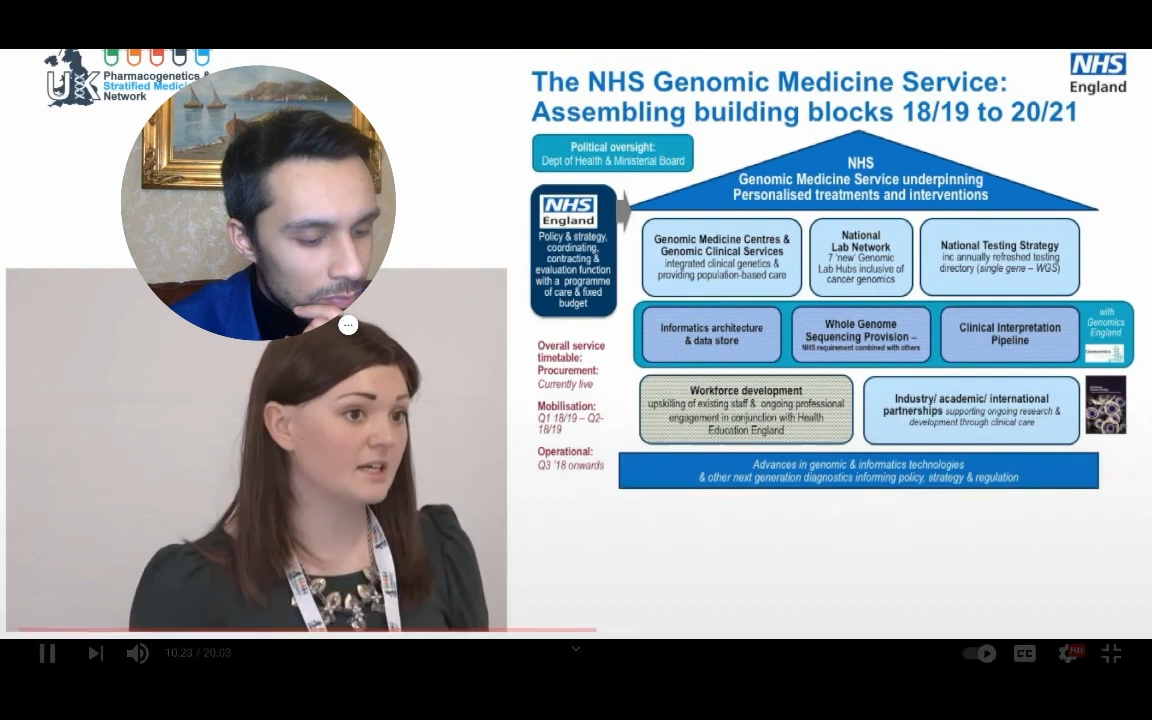 UK
Pharmacogenetics &
Stratified Medici
Network
NHS
England
The NHS Genomic Medicine Service:
Assembling building blocks 18/19 to 20/21
Political oversight:
Dept of Health & Ministerial Board
NHS
Genomic Medicine Service underpinning
Personalised treatments and interventions
NHS
England
Policy & strategy,
coordinating,
contracting &
evaluation function
with a programme
of care & fixed
budget
Genomic Medicine Centres &
Genomic Clinical Services
integrated clinical genetics &
providing population-based care
National
Lab Network
7 'new' Genomic
Lab Hubs inclusive of
cancer genomics
National Testing Strategy
inc annually refreshed testing
directory (single gene – WGS)
Informatics architecture
& data store
Whole Genome
Sequencing Provision –
NHS requirement combined with others
Clinical Interpretation
Pipeline
with
Genomics
England
Overall service
timetable:
Procurement:
Currently live
Mobilisation:
Q1 18/19 – Q2-
18/19
Operational:
Q3 '18 onwards
Workforce development
upskilling of existing staff & ongoing professional
engagement in conjunction with Health
Education England
Industry/ academic/ international
partnerships supporting ongoing research &
development through clinical care
Advances in genomic & informatics technologies
& other next generation diagnostics informing policy, strategy & regulation
10:23 / 20:03
CC
HD